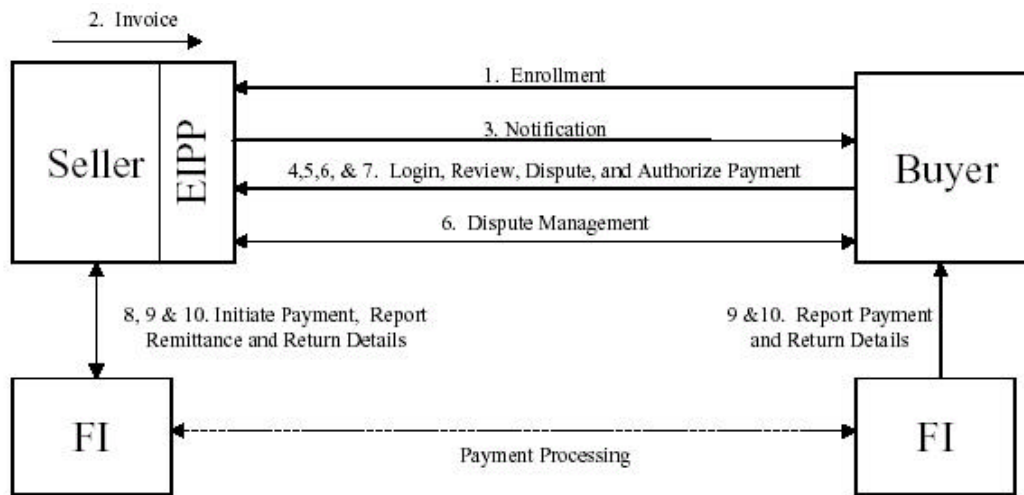 2. Invoice
1. Enrollment
Seller
EIPP
3. Notification
Buyer
4,5,6, & 7. Login, Review, Dispute, and Authorize Payment
6. Dispute Management
8, 9 & 10. Initiate Payment, Report
Remittance and Return Details
9 &10. Report Payment
and Return Details
FI
FI
Payment Processing